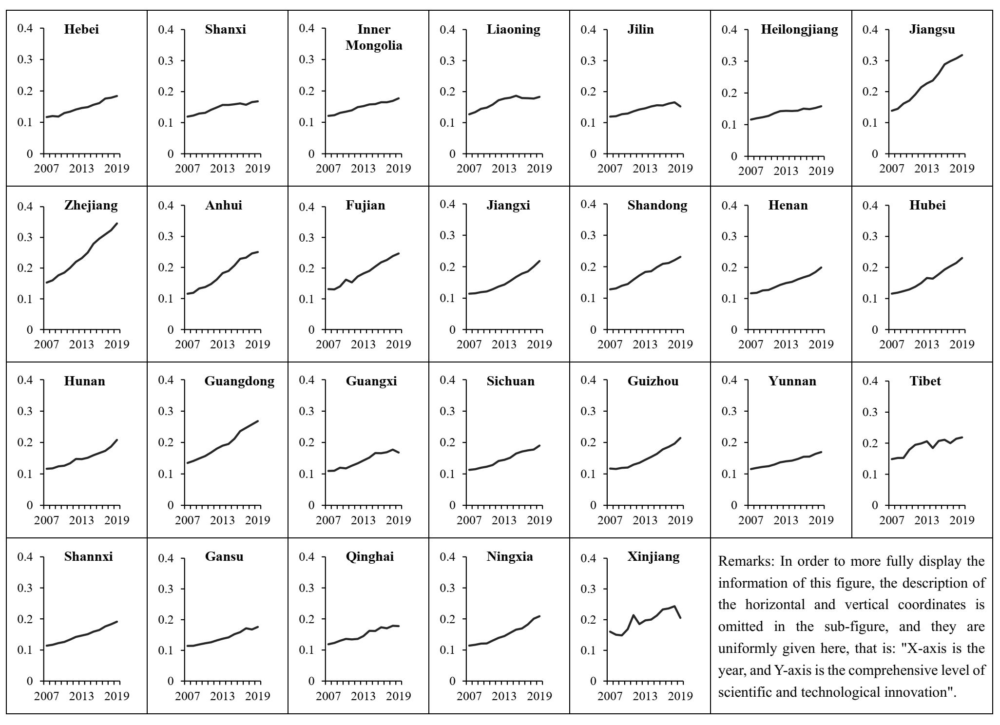 Hebei
0.4
0.3
0.2
0.1
0
2007 2013 2019
Shanxi
0.4
0.3
0.2
0.1
0
2007 2013 2019
Inner
Mongolia
0.4
0.3
0.2
0.1
0
2007 2013 2019
Liaoning
0.4
0.3
0.2
0.1
0
2007 2013 2019
Jilin
0.4
0.3
0.2
0.1
0
2007 2013 2019
Heilongjiang
0.4
0.3
0.2
0.1
0
2007 2013 2019
Jiangsu
0.4
0.3
0.2
0.1
0
2007 2013 2019
Zhejiang
0.4
0.3
0.2
0.1
0
2007 2013 2019
Anhui
0.4
0.3
0.2
0.1
0
2007 2013 2019
Fujian
0.4
0.3
0.2
0.1
0
2007 2013 2019
Jiangxi
0.4
0.3
0.2
0.1
0
2007 2013 2019
Shandong
0.4
0.3
0.2
0.1
0
2007 2013 2019
Henan
0.4
0.3
0.2
0.1
0
2007 2013 2019
Hubei
0.4
0.3
0.2
0.1
0
2007 2013 2019
Hunan
0.4
0.3
0.2
0.1
0
2007 2013 2019
Guangdong
0.4
0.3
0.2
0.1
0
2007 2013 2019
Guangxi
0.4
0.3
0.2
0.1
0
2007 2013 2019
Sichuan
0.4
0.3
0.2
0.1
0
2007 2013 2019
Guizhou
0.4
0.3
0.2
0.1
0
2007 2013 2019
Yunnan
0.4
0.3
0.2
0.1
0
2007 2013 2019
Tibet
0.4
0.3
0.2
0.1
0
2007 2013 2019
Shannxi
0.4
0.3
0.2
0.1
0
2007 2013 2019
Gansu
0.4
0.3
0.2
0.1
0
2007 2013 2019
Qinghai
0.4
0.3
0.2
0.1
0
2007 2013 2019
Ningxia
0.4
0.3
0.2
0.1
0
2007 2013 2019
Xinjiang
0.4
0.3
0.2
0.1
0
2007 2013 2019
Remarks: In order to more fully display the
information of this figure, the description of
the horizontal and vertical coordinates is
omitted in the sub-figure, and they are
uniformly given here, that is: "X-axis is the
year, and Y-axis is the comprehensive level of
scientific and technological innovation".